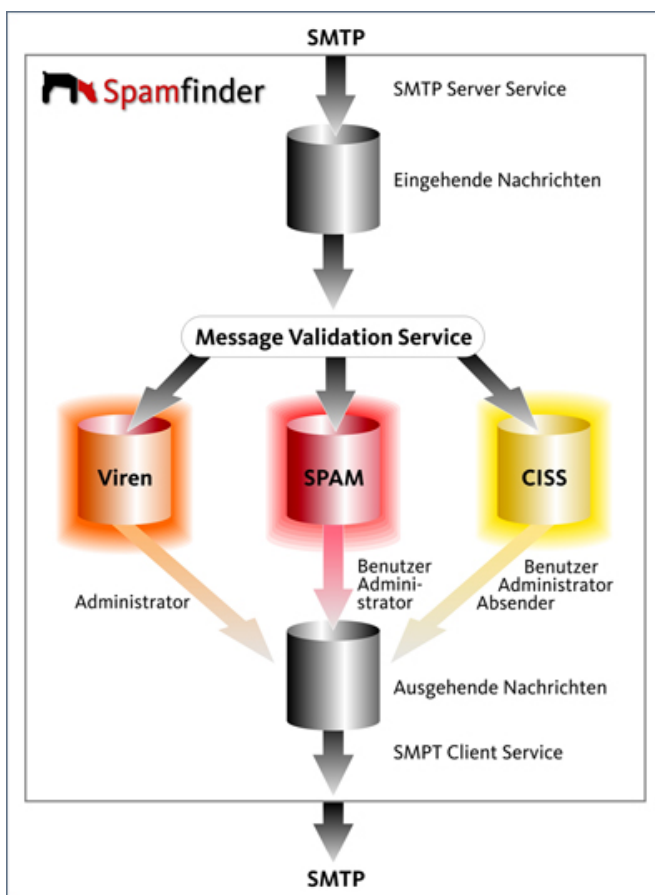 SMTP
Spamfinder
SMTP Server Service
Eingehende Nachrichten
Message Validation Service
Viren
SPAM
CISS
Administrator
Benutzer
Admini-
strator
Benutzer
Administrator
Absender
Ausgehende Nachrichten
SMPT Client Service
SMTP